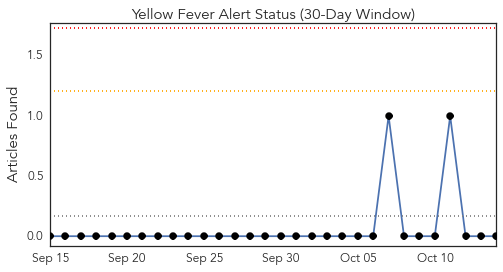 Yellow Fever Alert Status (30-Day Window)
Articles Found
1.5
1.0
0.5
0.0
Sep 15 Sep 20 Sep 25 Sep 30 Oct 05 Oct 10